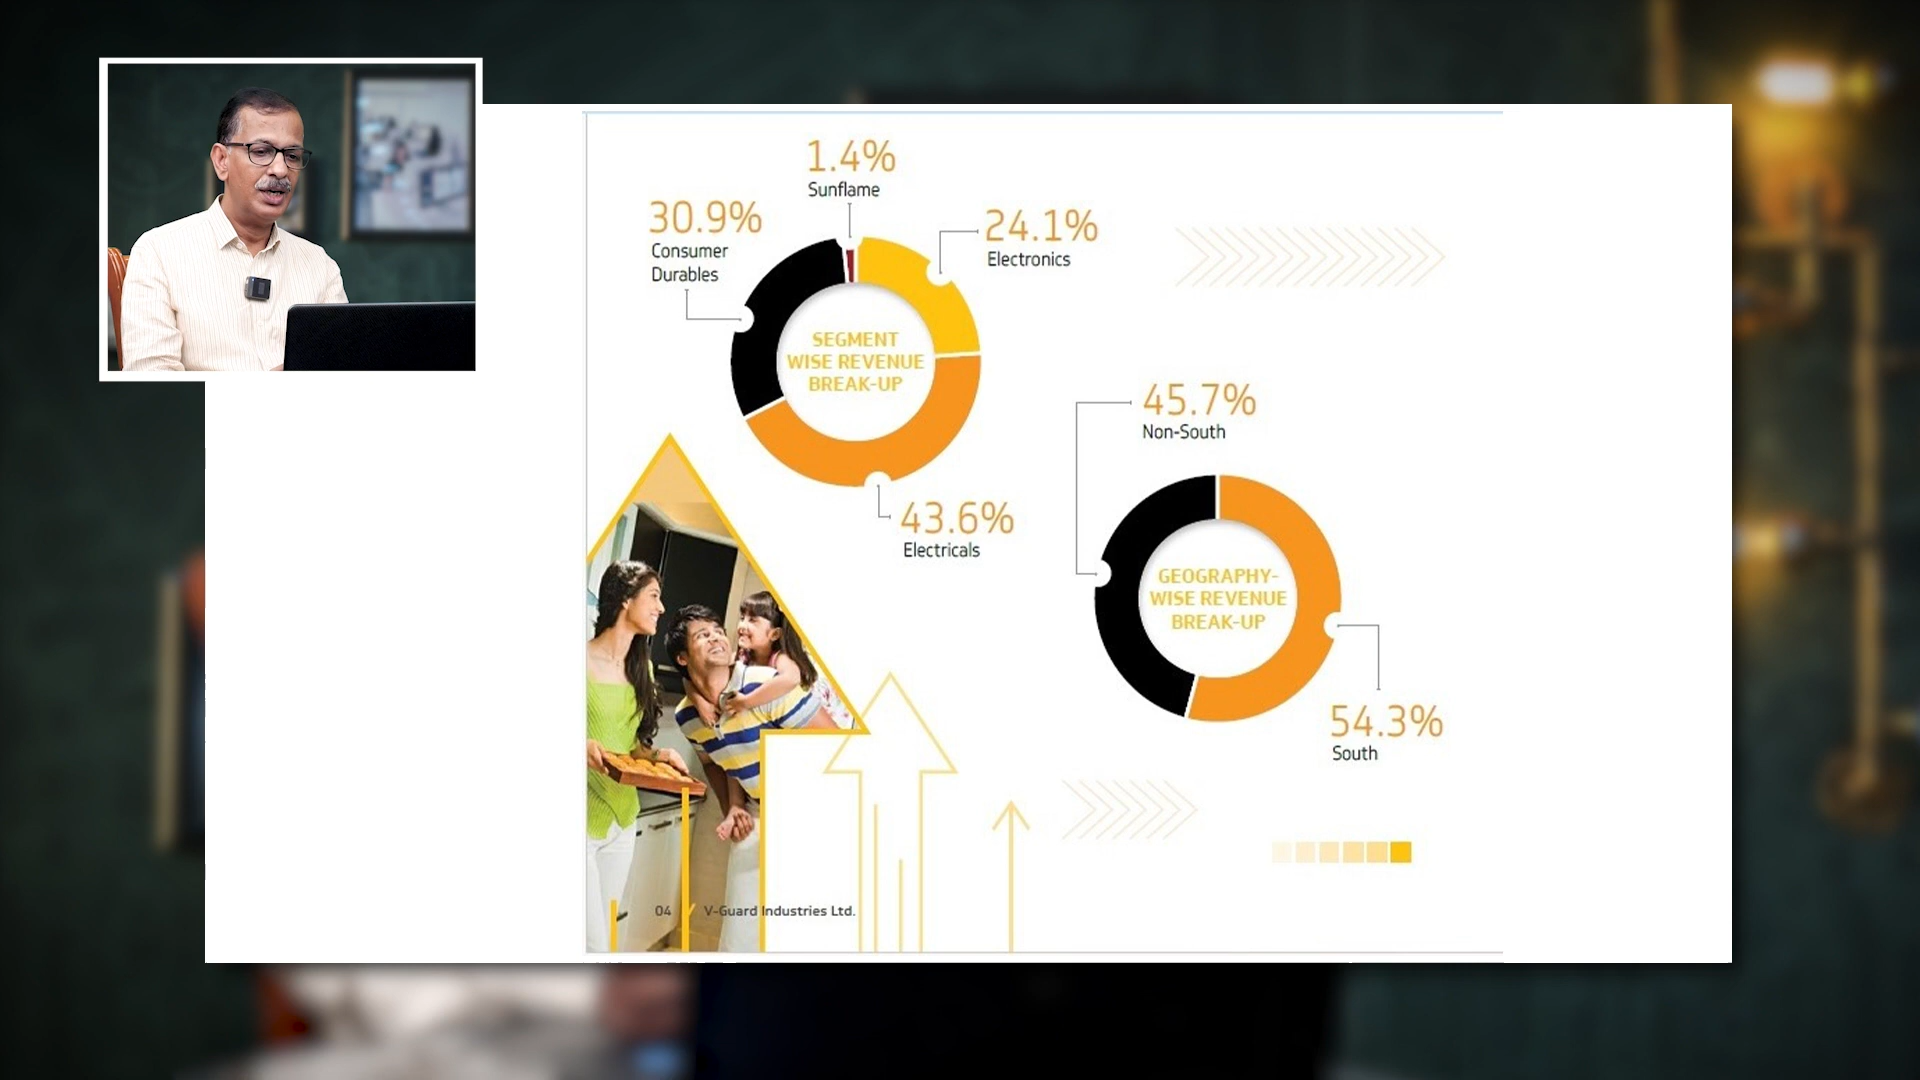 1.4%
Sunflame
30.9%
Consumer
Durables
24.1%
Electronics
SEGMENT
WISE REVENUE
BREAK-UP
43.6%
Electricals
45.7%
Non-South
GEOGRAPHY-
WISE REVENUE
BREAK-UP
54.3%
South
04 / V-Guard Industries Ltd.